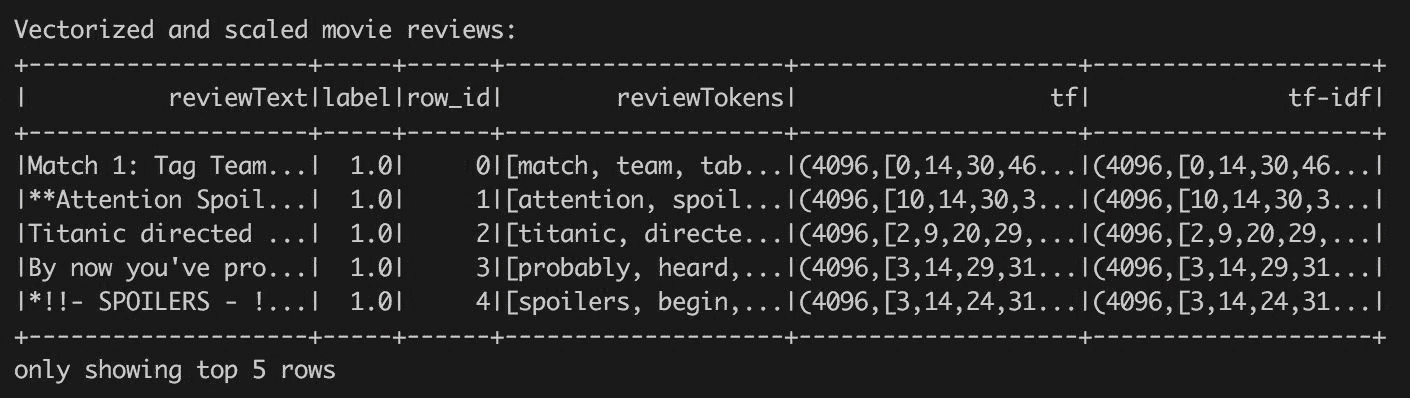 Vectorized and scaled movie reviews:
+--------------------+-----+------+--------------------+--------------------+--------------------+
|          reviewText|label|row_id|        reviewTokens|                  tf|              tf-idf|
+--------------------+-----+------+--------------------+--------------------+--------------------+
|Match 1: Tag Team...|  1.0|     0|[match, team, tab...|(4096,[0,14,30,46...|(4096,[0,14,30,46...|
|**Attention Spoil...|  1.0|     1|[attention, spoil...|(4096,[10,14,30,3...|(4096,[10,14,30,3...|
|Titanic directed ...|  1.0|     2|[titanic, directe...|(4096,[2,9,20,29,...|(4096,[2,9,20,29,...|
|By now you've pro...|  1.0|     3|[probably, heard,...|(4096,[3,14,29,31...|(4096,[3,14,29,31...|
|*!!- SPOILERS - !...|  1.0|     4|[spoilers, begin,...|(4096,[3,14,24,31...|(4096,[3,14,24,31...|
+--------------------+-----+------+--------------------+--------------------+--------------------+
only showing top 5 rows